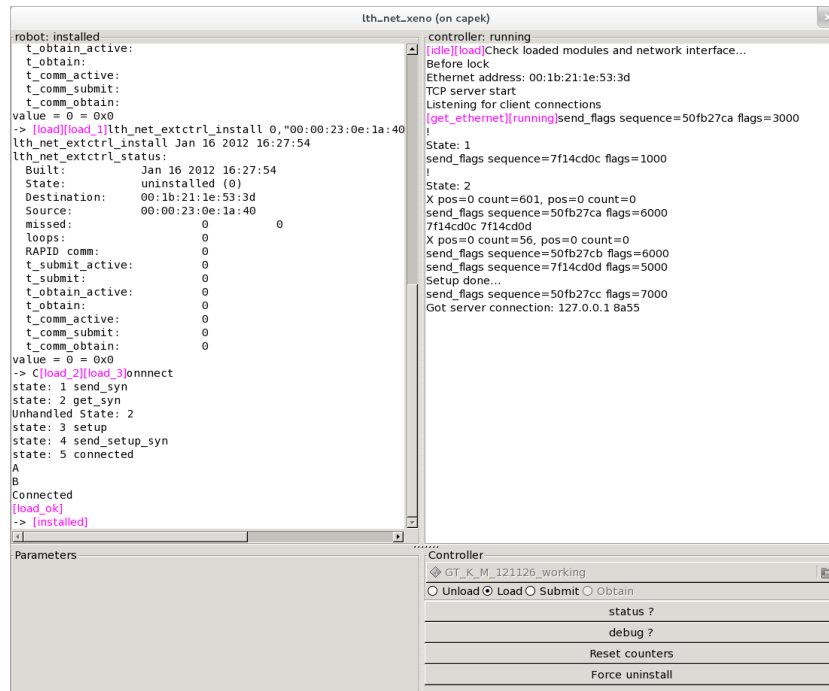 lth_net_xeno (on capek)
robot: installed
t_obtain_active:
t_obtain:
t_comm_active:
t_comm_submit:
t_comm_obtain:
value = 0 = 0x0
-> [load][load_1]lth_net_extctrl_install 0,"00:00:23:0e:1a:40
lth_net_extctrl_install Jan 16 2012 16:27:54
lth_net_extctrl_status:
Built: Jan 16 2012 16:27:54
State: uninstalled (0)
Destination: 00:1b:21:1e:53:3d
Source: 00:00:23:0e:1a:40
missed: 0 0
loops: 0
RAPID comm: 0
t_submit_active: 0
t_submit: 0
t_obtain_active: 0
t_obtain: 0
t_comm_active: 0
t_comm_submit: 0
t_comm_obtain: 0
value = 0 = 0x0
-> C[load_2][load_3]onnnect
state: 1 send_syn
state: 2 get_syn
Unhandled State: 2
state: 3 setup
state: 4 send_setup_syn
state: 5 connected
A
B
Connected
[load_ok]
-> [installed]
controller: running
[idle][load]Check loaded modules and network interface...
Before lock
Ethernet address: 00:1b:21:1e:53:3d
TCP server start
Listening for client connections
[get_ethernet][running]send_flags sequence=50fb27ca flags=3000
!
State: 1
send_flags sequence=7f14cd0c flags=1000
!
State: 2
X pos=0 count=601, pos=0 count=0
send_flags sequence=50fb27ca flags=6000
7f14cd0c 7f14cd0d
X pos=0 count=56, pos=0 count=0
send_flags sequence=50fb27cb flags=6000
send_flags sequence=7f14cd0d flags=5000
Setup done...
send_flags sequence=50fb27cc flags=7000
Got server connection: 127.0.0.1 8a55
Parameters
Controller
GT_K_M_121126_working
Unload Load Submit Obtain
status ?
debug ?
Reset counters
Force uninstall